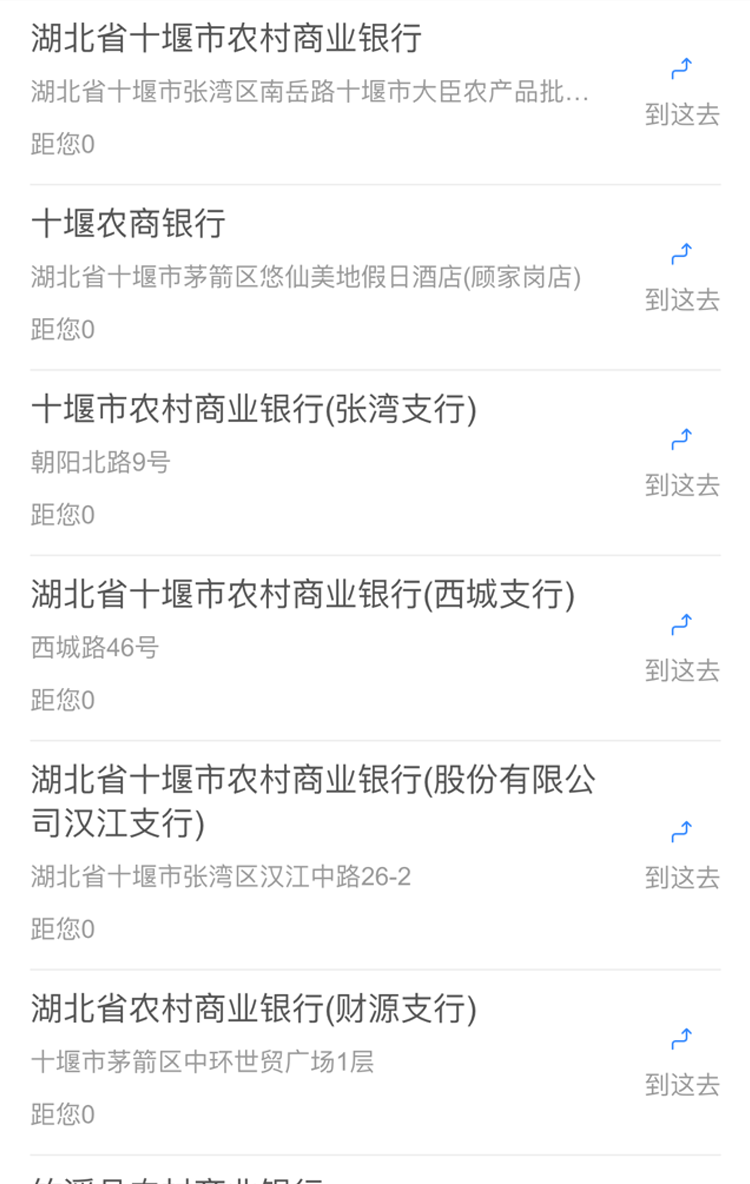 湖北省十堰市农村商业银行
湖北省十堰市张湾区南岳路十堰市大臣农产品批…
距您0
到这去
十堰农商银行
湖北省十堰市茅箭区悠仙美地假日酒店(顾家岗店)
距您0
到这去
十堰市农村商业银行(张湾支行)
朝阳北路9号
距您0
到这去
湖北省十堰市农村商业银行(西城支行)
西城路46号
距您0
到这去
湖北省十堰市农村商业银行(股份有限公
司汉江支行)
湖北省十堰市张湾区汉江中路26-2
距您0
到这去
湖北省农村商业银行(财源支行)
十堰市茅箭区中环世贸广场1层
距您0
到这去